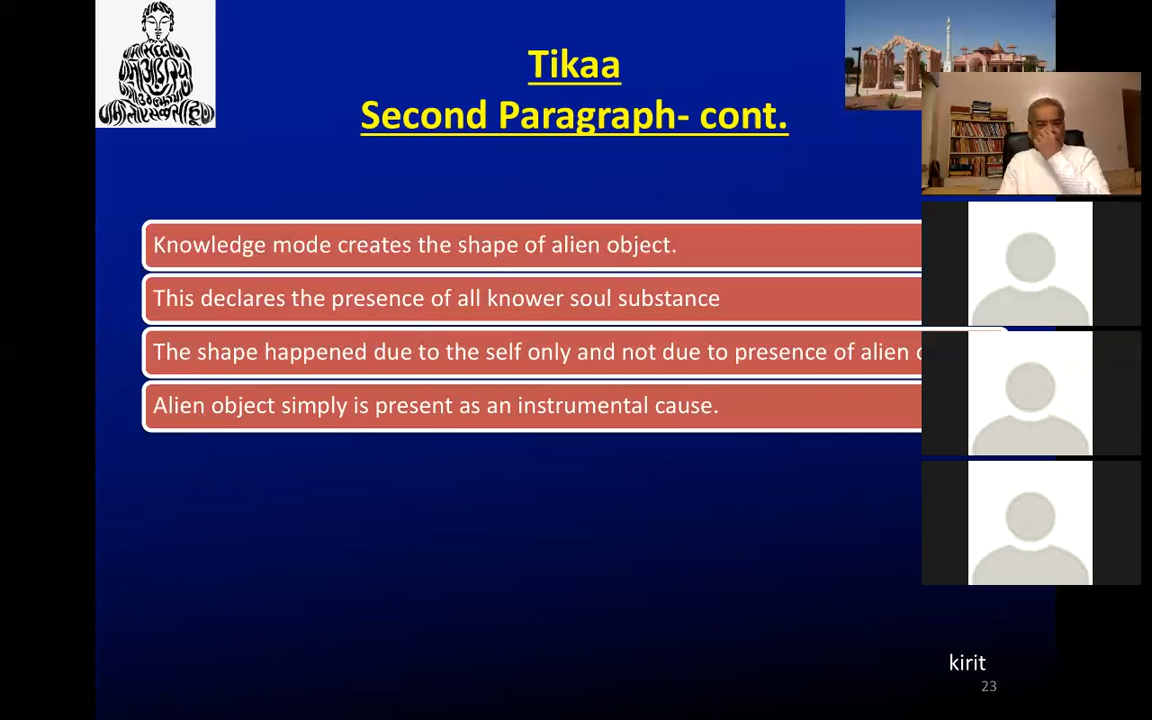 Tikaa
Second Paragraph- cont.
Knowledge mode creates the shape of alien object.
This declares the presence of all knower soul substance
The shape happened due to the self only and not due to presence of alien
Alien object simply is present as an instrumental cause.
kirit
23